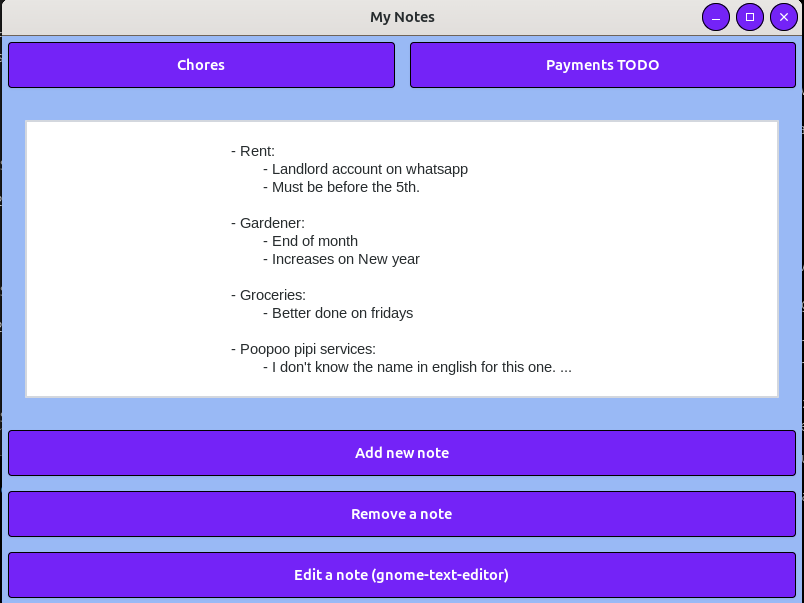 My Notes
Chores
Payments TODO
- Rent:
- Landlord account on whatsapp
- Must be before the 5th.
- Gardener:
- End of month
- Increases on New year
- Groceries:
- Better done on fridays
- Poopoo pipi services:
- I don't know the name in english for this one. ...
Add new note
Remove a note
Edit a note (gnome-text-editor)